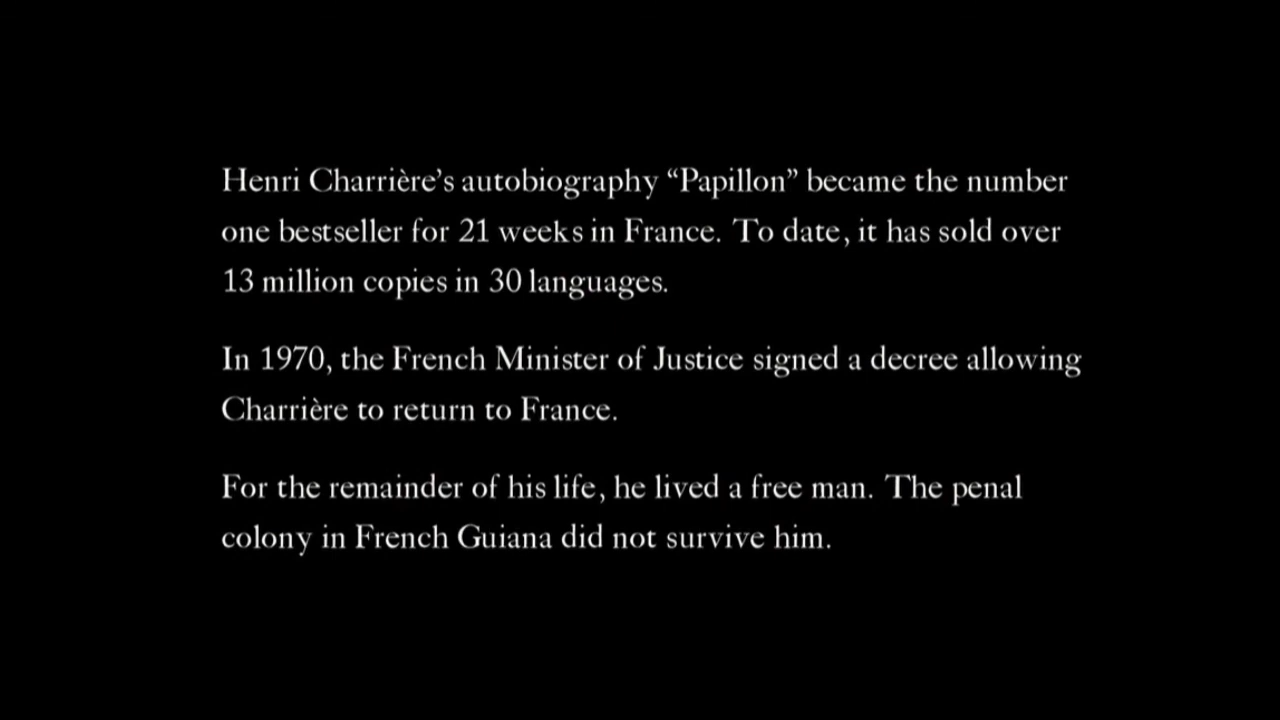 Henri Charrière’s autobiography “Papillon” became the number
one bestseller for 21 weeks in France. To date, it has sold over
13 million copies in 30 languages.
In 1970, the French Minister of Justice signed a decree allowing
Charrière to return to France.
For the remainder of his life, he lived a free man. The penal
colony in French Guiana did not survive him.